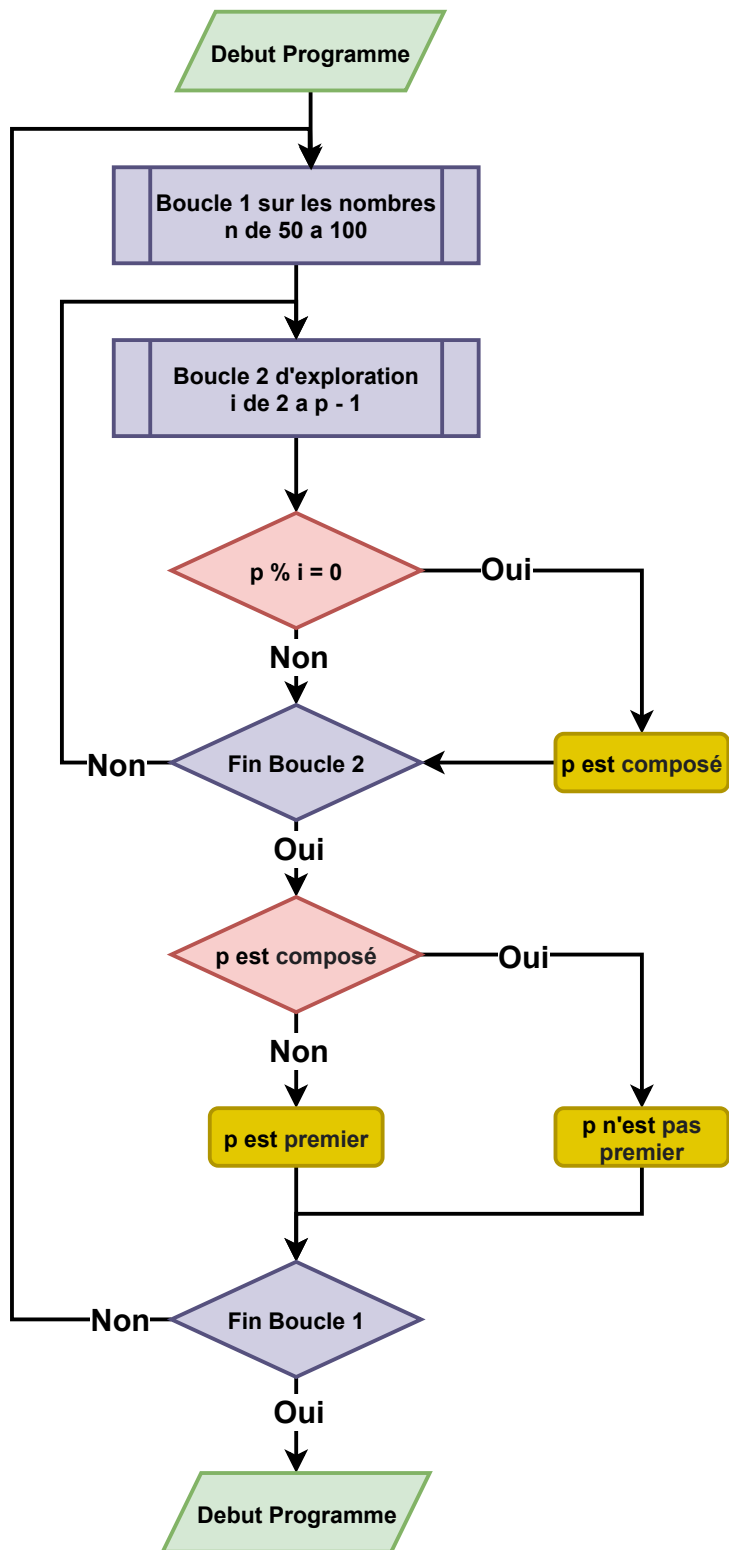 Debut Programme
Boucle 1 sur les nombres
n de 50 a 100
Boucle 2 d'exploration
i de 2 a p - 1
p % i = 0
Oui
Non
Fin Boucle 2
Non
p est composé
Oui
p est composé
Oui
Non
p est premier
p n'est pas
premier
Fin Boucle 1
Non
Oui
Debut Programme